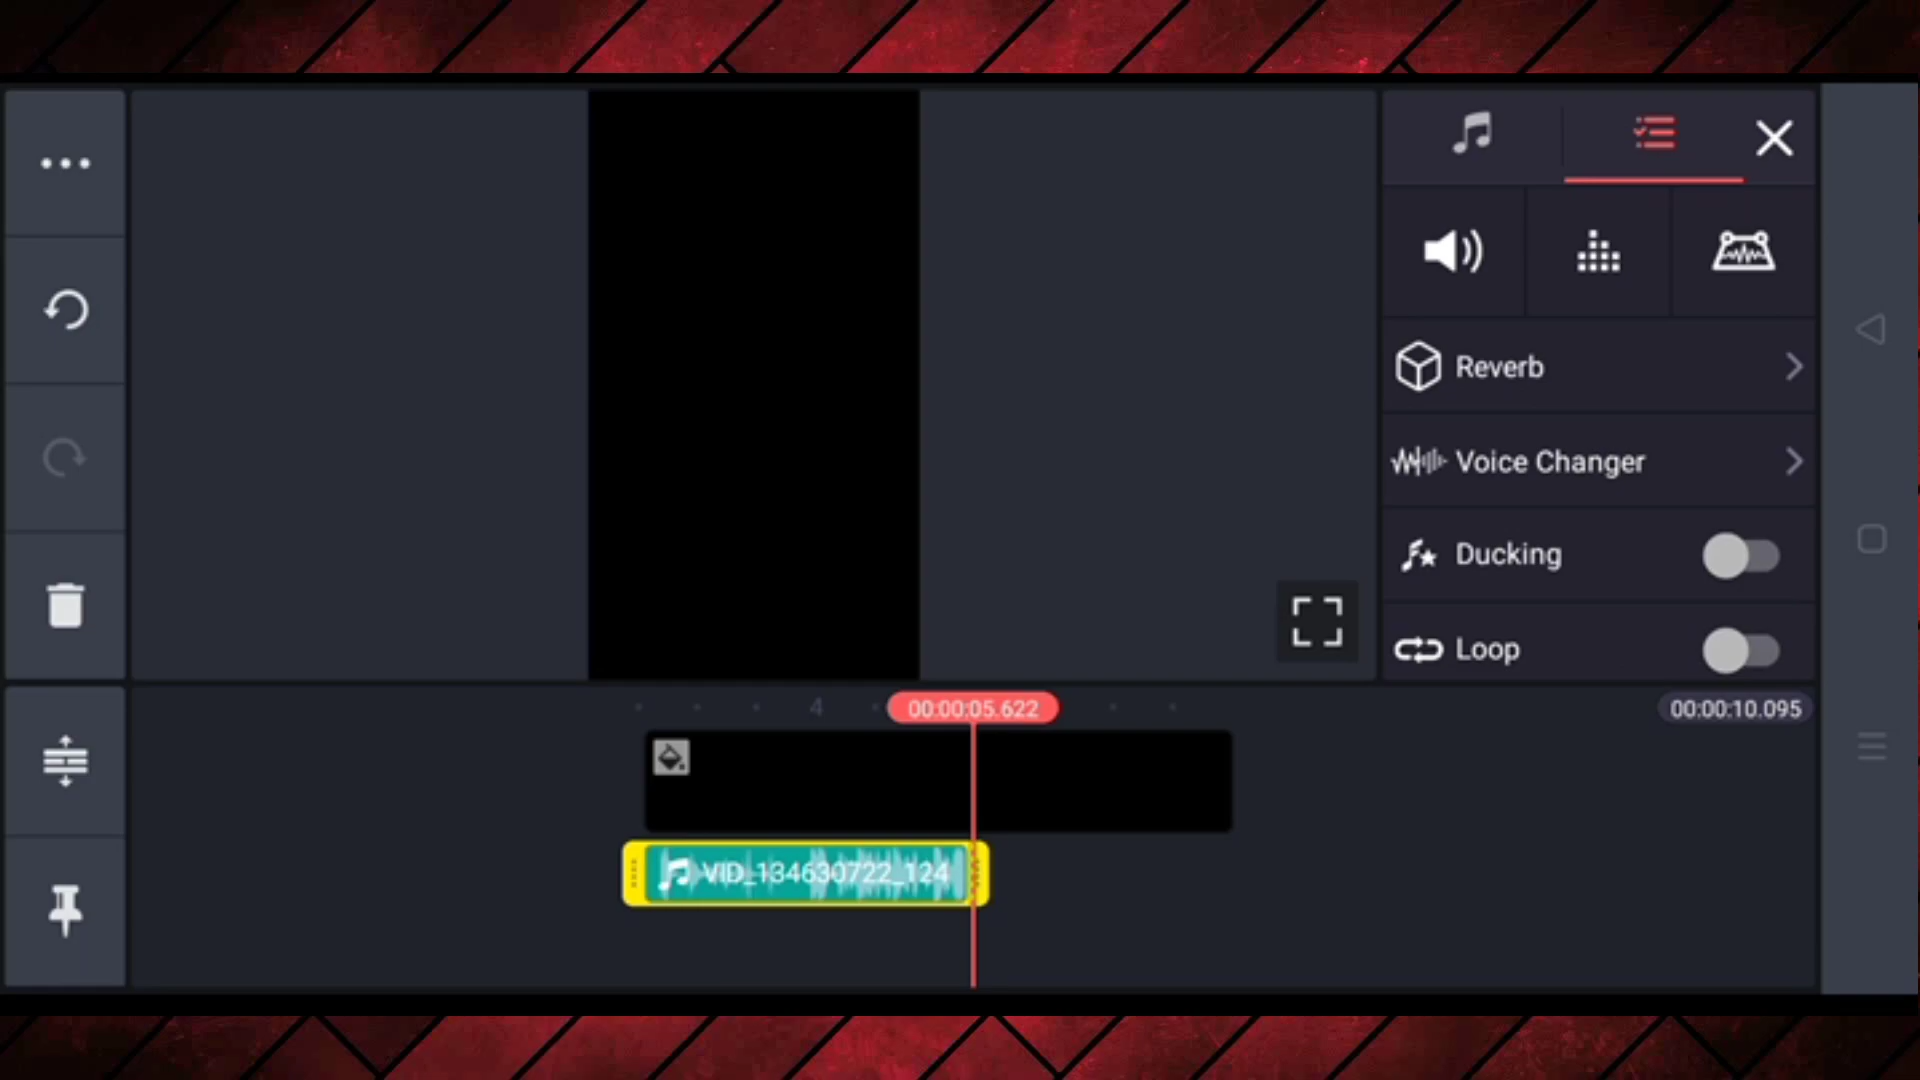 Reverb
Voice Changer
Ducking
Loop
4
00:00:05.622
00:00:10.095
VID_134630722_124